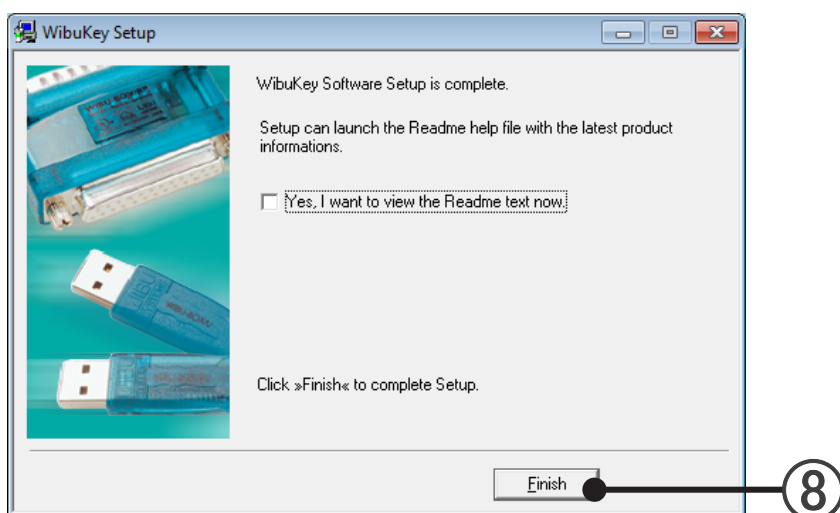 WibuKey Setup
WibuKey Software Setup is complete.
Setup can launch the Readme help file with the latest product
informations.
Yes, I want to view the Readme text now.
Click »Finish« to complete Setup.
Finish
8